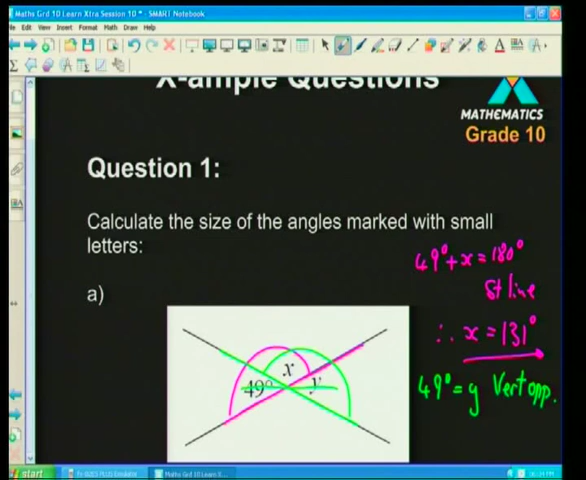 Maths Grd 10 Learn Xtra Session 10 * - SMART Notebook
File Edit View Insert Format Math Draw Help
X-ample Questions
MATHEMATICS
Grade 10
Question 1:
Calculate the size of the angles marked with small
letters:
49° + x = 180°
St line
a)
∴ x = 131°
x
49°
y
49° = y Vert opp.
start
Maths Grd 10 Learn X...